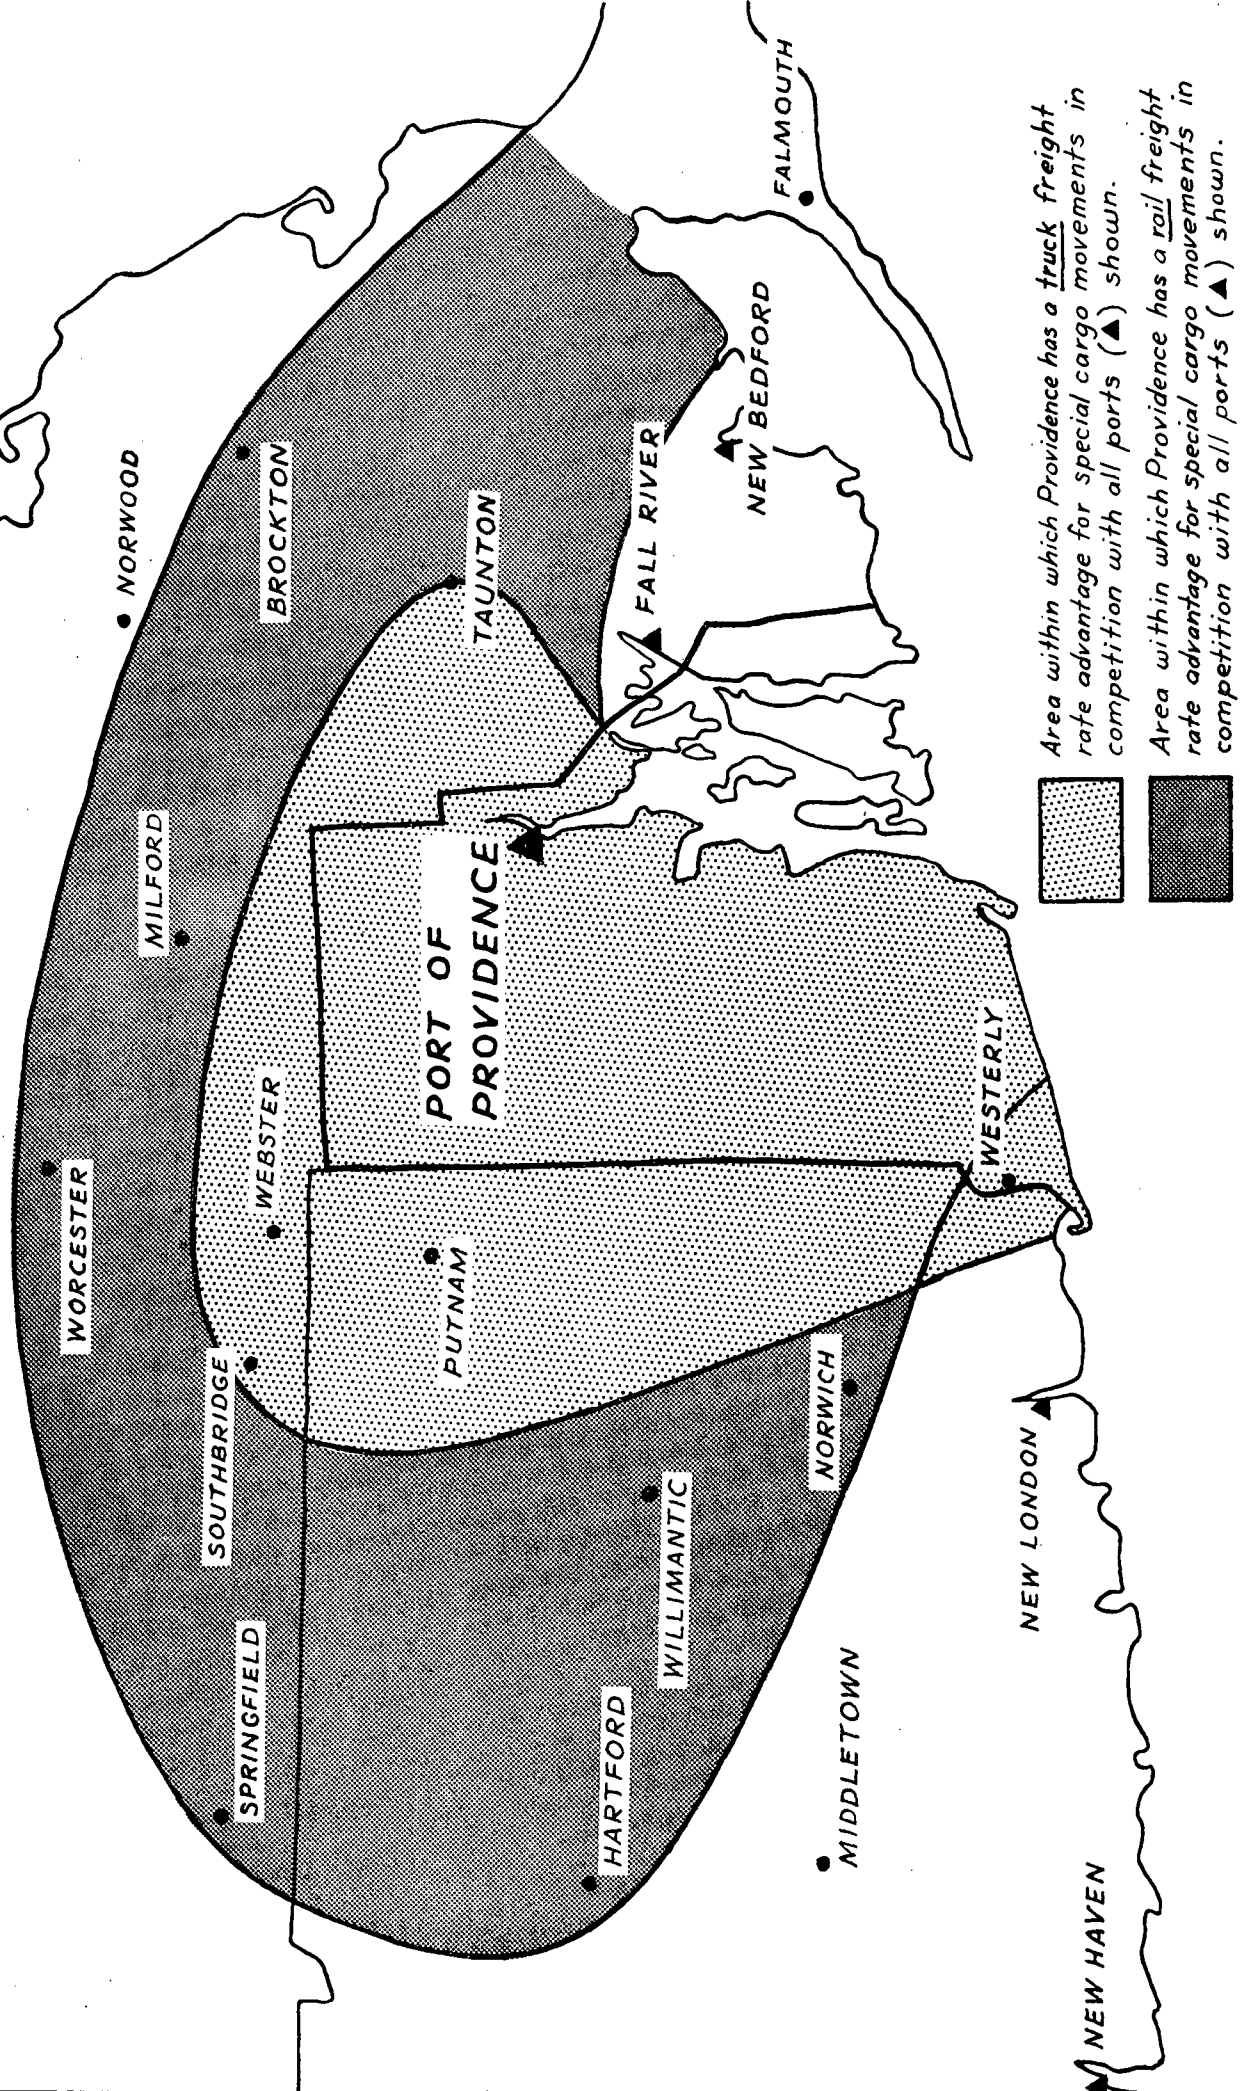 NORWOOD
BROCKTON
FALMOUTH
NEW BEDFORD
FALL RIVER
TAUNTON
MILFORD
WORCESTER
WEBSTER
PORT OF
PROVIDENCE
SOUTHBRIDGE
PUTNAM
SPRINGFIELD
HARTFORD
WILLIMANTIC
NORWICH
WESTERLY
NEW LONDON
MIDDLETOWN
NEW HAVEN
Area within which Providence has a truck freight
rate advantage for special cargo movements in
competition with all ports (▲) shown.
Area within which Providence has a rail freight
rate advantage for special cargo movements in
competition with all ports (▲) shown.